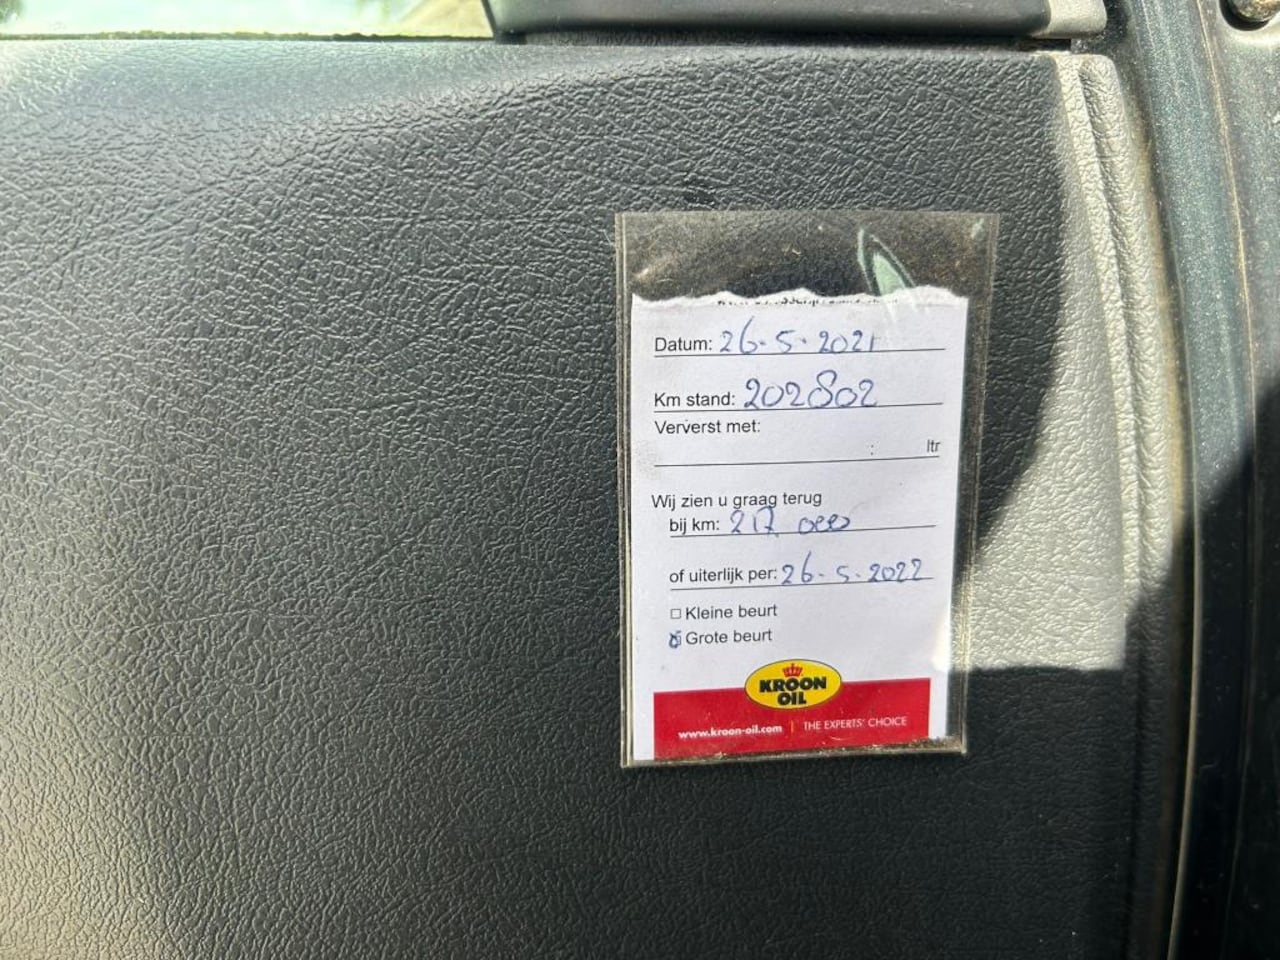 Datum: 26-5-2021
Km stand: 202802
Ververst met:
: ltr
Wij zien u graag terug
bij km: 217.000
of uiterlijk per: 26-5-2022
Kleine beurt
Grote beurt
KROON
OIL
www.kroon-oil.com | THE EXPERTS' CHOICE